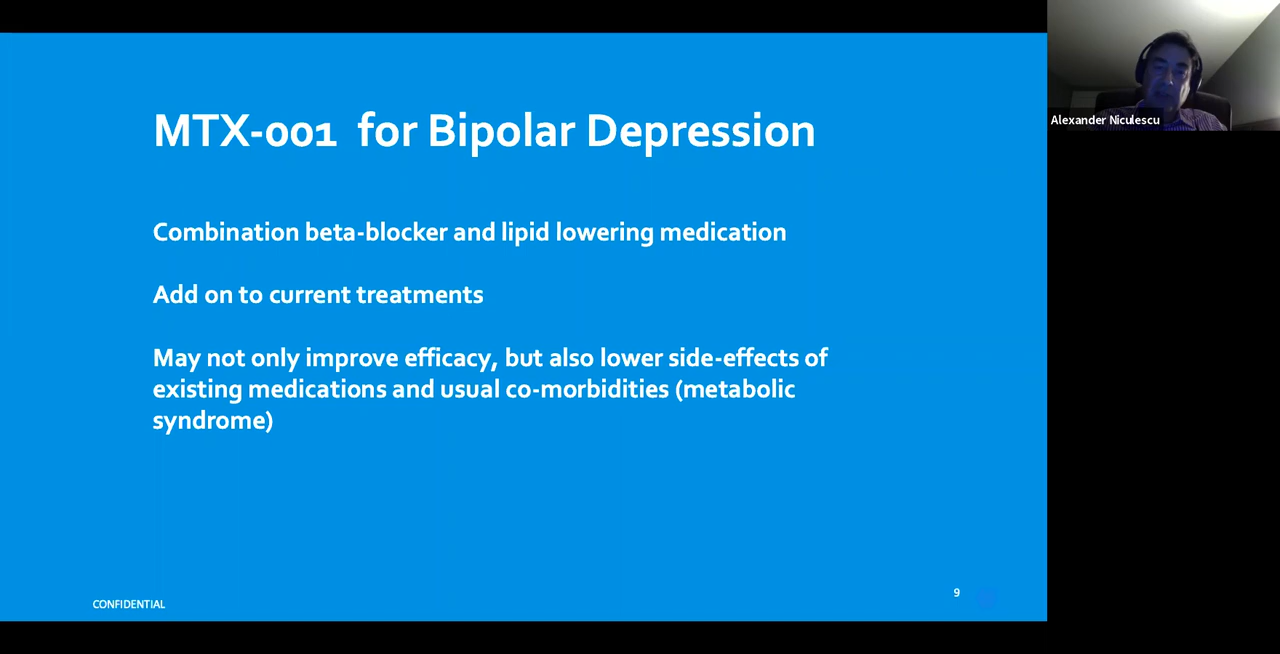 MTX-001 for Bipolar Depression
Combination beta-blocker and lipid lowering medication
Add on to current treatments
May not only improve efficacy, but also lower side-effects of
existing medications and usual co-morbidities (metabolic
syndrome)
CONFIDENTIAL
9
Alexander Niculescu